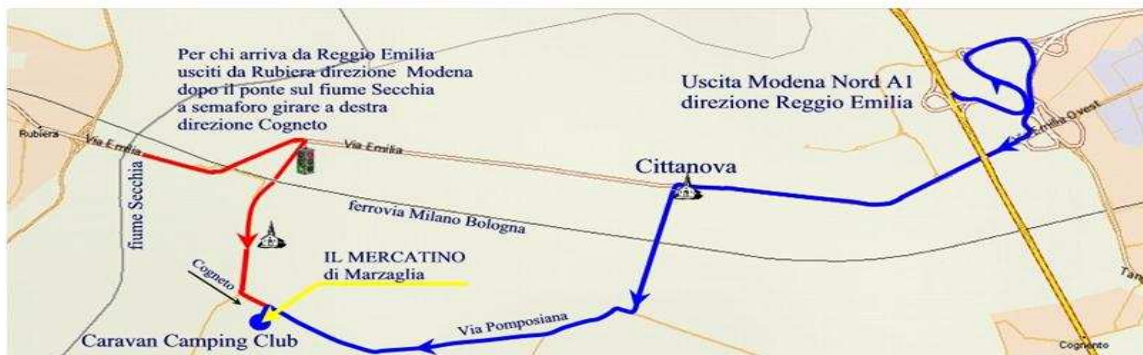 Per chi arriva da Reggio Emilia
usciti da Rubiera direzione Modena
dopo il ponte sul fiume Secchia
a semaforo girare a destra
direzione Cogneto
Uscita Modena Nord A1
direzione Reggio Emilia
Rubiera
Via Emilia
Via Emilia
Via Emilia Ovest
Cittanova
fiume Secchia
ferrovia Milano Bologna
Cogneto
IL MERCATINO
di Marzaglia
Caravan Camping Club
Via Pomposiana
Tang
Cognento